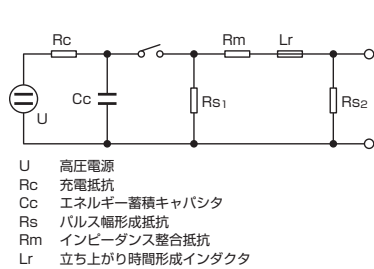 Rc
Rm
Lr
Cc
Rs1
Rs2
U
U 高圧電源
Rc 充電抵抗
Cc エネルギー蓄積キャパシタ
Rs パルス幅形成抵抗
Rm インピーダンス整合抵抗
Lr 立ち上がり時間形成インダクタ